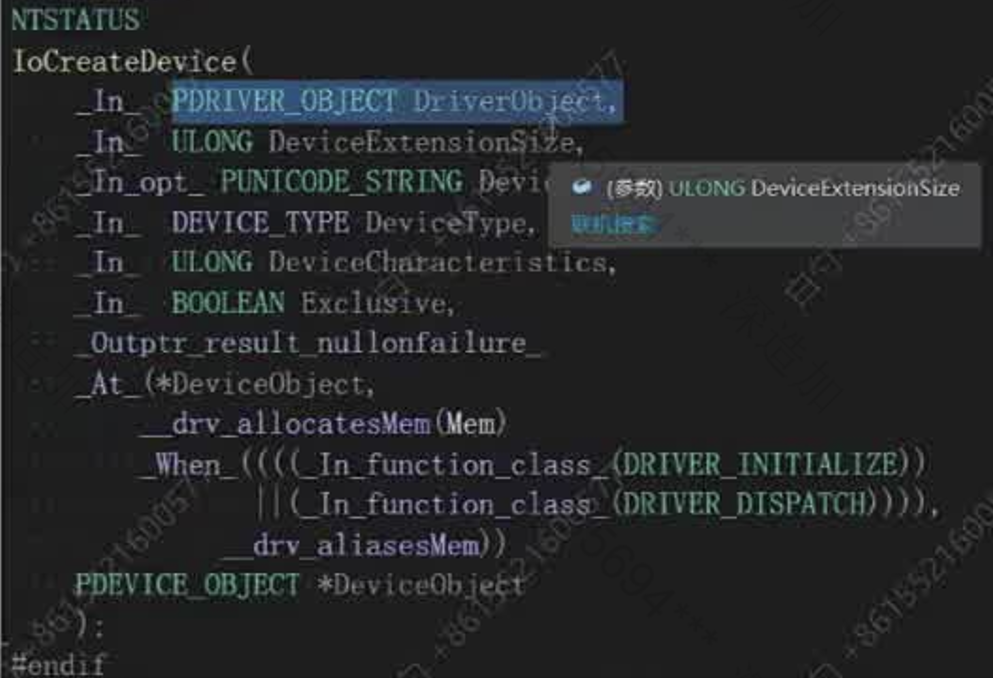 NTSTATUS
IoCreateDevice(
_In_ PDRIVER_OBJECT DriverObject,
_In_ ULONG DeviceExtensionSize,
_In_opt_ PUNICODE_STRING Devi
(参数) ULONG DeviceExtensionSize
联机搜索
_In_ DEVICE_TYPE DeviceType,
_In_ ULONG DeviceCharacteristics,
_In_ BOOLEAN Exclusive,
_Outptr_result_nullonfailure_
_At_(*DeviceObject,
__drv_allocatesMem(Mem)
_When_((((_In_function_class_(DRIVER_INITIALIZE))
||(_In_function_class_(DRIVER_DISPATCH)))),
__drv_aliasesMem))
PDEVICE_OBJECT *DeviceObject
);
#endif